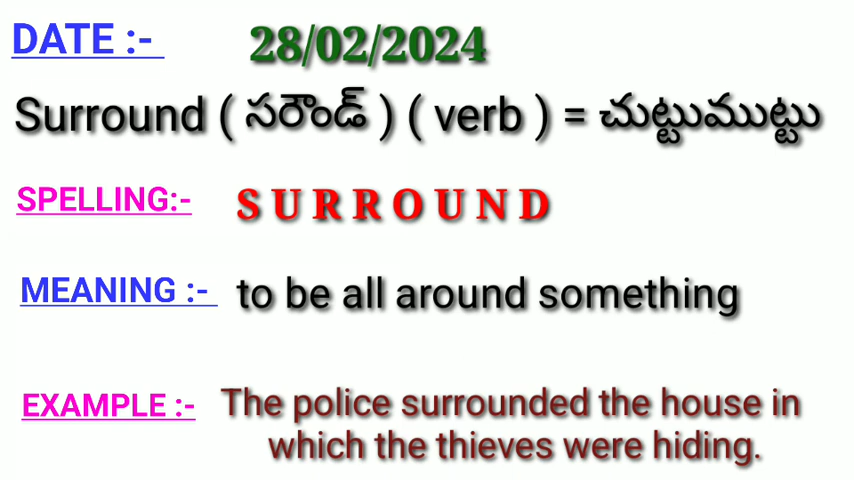 DATE :- 28/02/2024
Surround ( సరౌండ్ ) ( verb ) = చుట్టుముట్టు
SPELLING:- S U R R O U N D
MEANING :- to be all around something
EXAMPLE :- The police surrounded the house in
which the thieves were hiding.